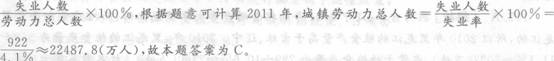 失业人数/劳动力总人数×100%,根据题意可计算 2011 年,城镇劳动力总人数=失业人数/失业率×100%=
922/4.1%≈22487.8(万人),故本题答案为 C。